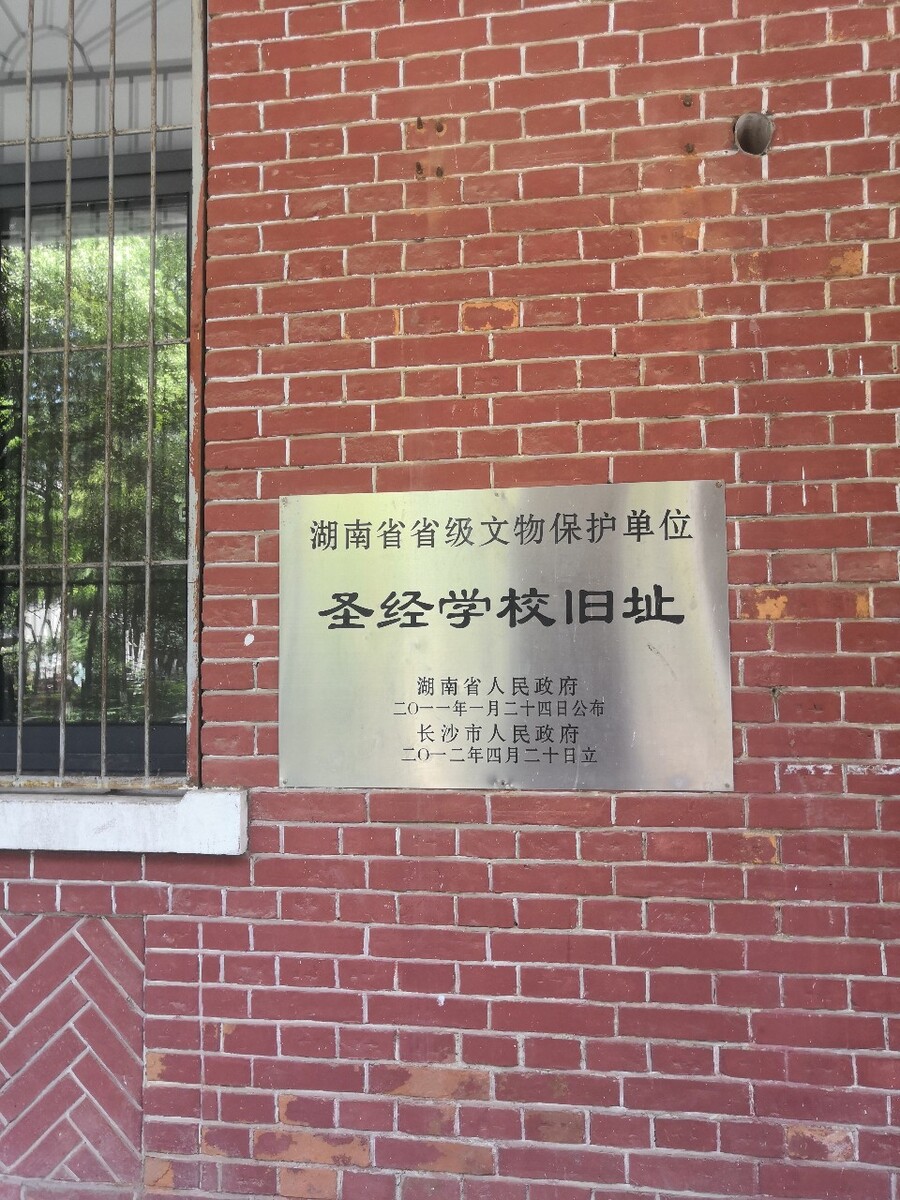 湖南省省级文物保护单位
圣经学校旧址
湖南省人民政府
二〇一一年一月二十四日公布
长沙市人民政府
二〇一二年四月二十日立